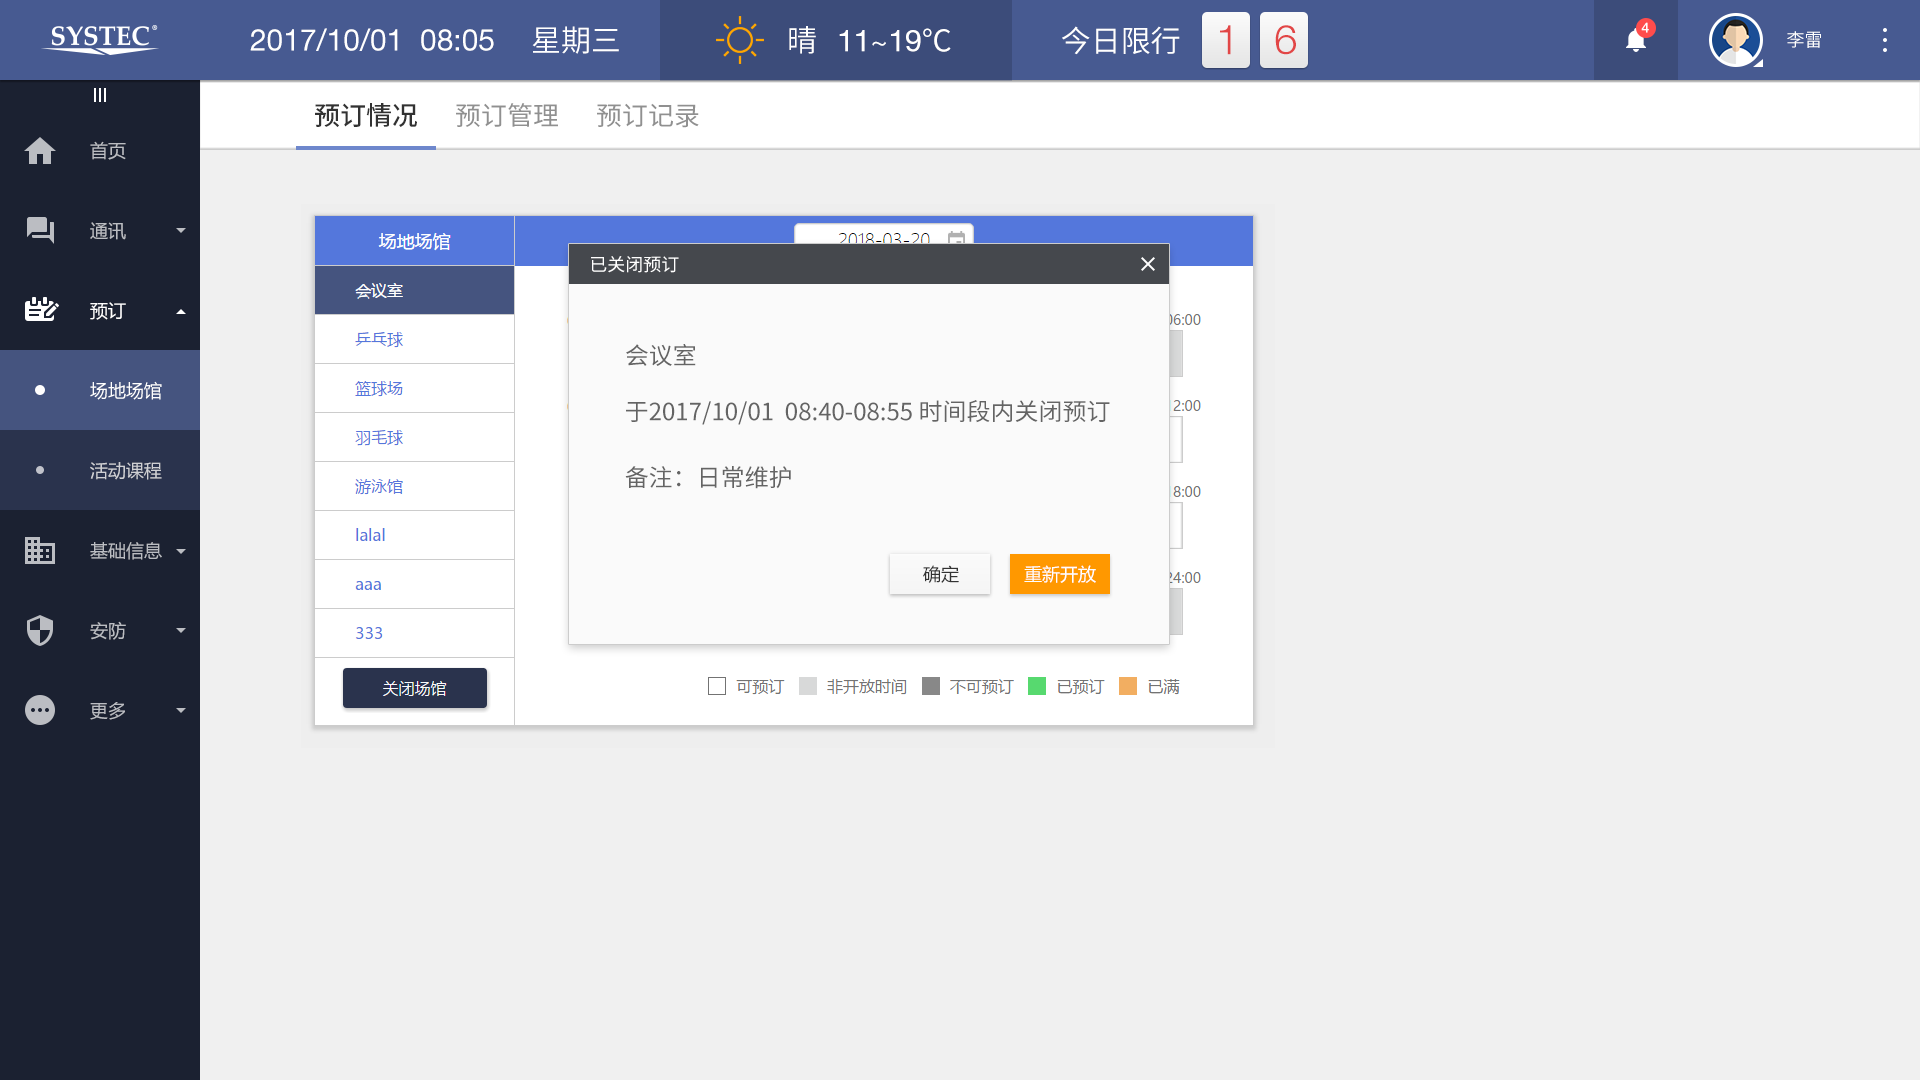 SYSTEC®
2017/10/01 08:05 星期三
晴 11~19℃
今日限行 1 6
4
李雷
首页
通讯
预订
场地场馆
活动课程
基础信息
安防
更多
预订情况 预订管理 预订记录
场地场馆
2018-03-20
会议室
乒乓球
篮球场
羽毛球
游泳馆
lalal
aaa
333
关闭场馆
已关闭预订
会议室
于2017/10/01 08:40-08:55 时间段内关闭预订
备注：日常维护
确定 重新开放
06:00
12:00
18:00
24:00
可预订 非开放时间 不可预订 已预订 已满